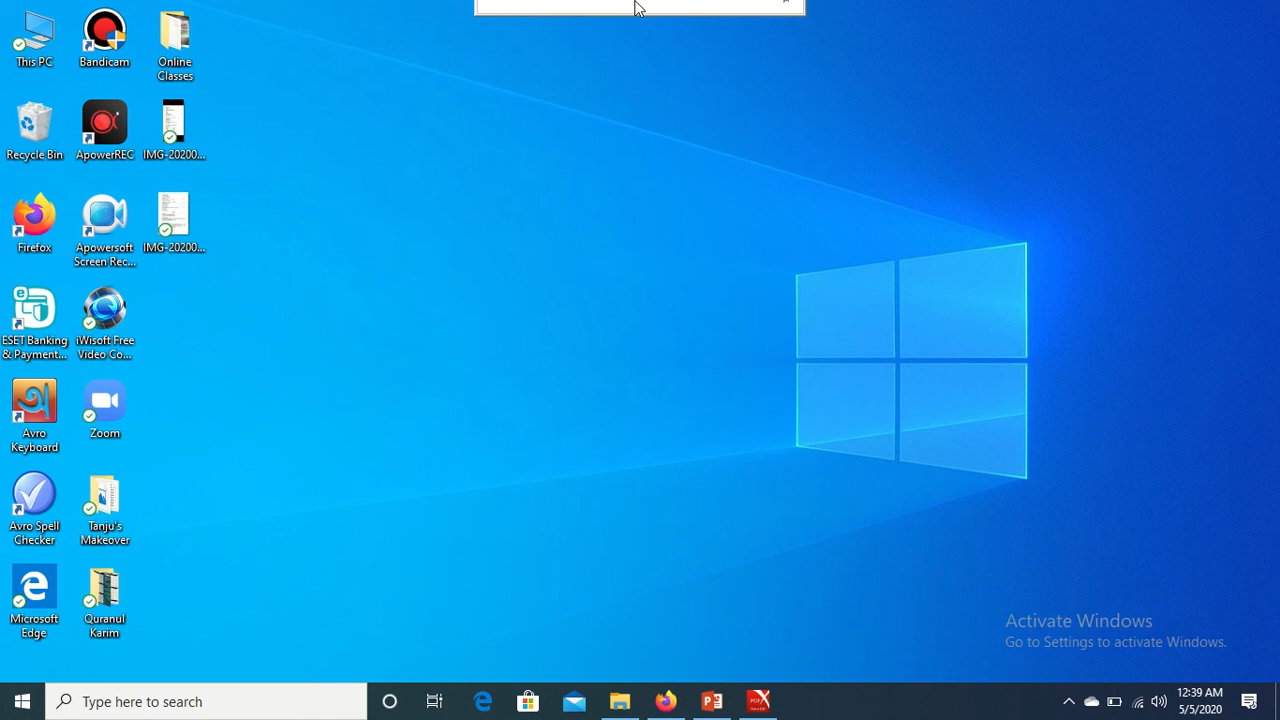 This PC
Bandicam
Online
Classes
Recycle Bin
ApowerREC
IMG-20200...
Firefox
Apowersoft
Screen Rec...
IMG-20200...
ESET Banking
& Payment...
iWisoft Free
Video Co...
Avro
Keyboard
Zoom
Avro Spell
Checker
Tanju's
Makeover
Microsoft
Edge
Quranul
Karim
Activate Windows
Go to Settings to activate Windows.
Type here to search
12:39 AM
5/5/2020